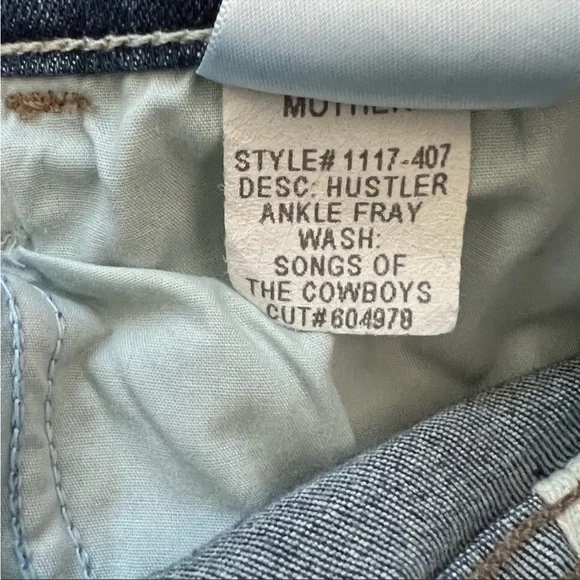 MOTHER
STYLE# 1117-407
DESC: HUSTLER
ANKLE FRAY
WASH:
SONGS OF
THE COWBOYS
CUT# 604978